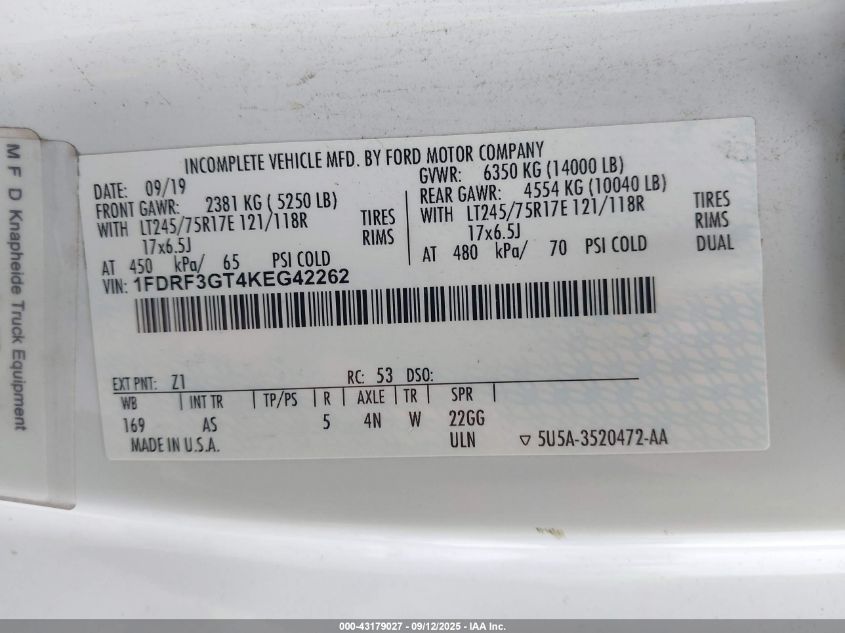 M F D Knapheide Truck Equipment
INCOMPLETE VEHICLE MFD. BY FORD MOTOR COMPANY
DATE: 09/19
FRONT GAWR: 2381 KG ( 5250 LB)
WITH LT245/75R17E 121/118R TIRES
17x6.5J RIMS
AT 450 kPa/ 65 PSI COLD
GVWR: 6350 KG (14000 LB)
REAR GAWR: 4554 KG (10040 LB)
WITH LT245/75R17E 121/118R TIRES
17x6.5J RIMS
AT 480 kPa/ 70 PSI COLD DUAL
VIN: 1FDRF3GT4KEG42262
EXT PNT: Z1 RC: 53 DSO:
WB | INT TR | TP/PS | R | AXLE | TR | SPR |
169 AS 5 4N W 22GG
MADE IN U.S.A. ULN ▽ 5U5A-3520472-AA
000-43179027 - 09/12/2025 - IAA Inc.